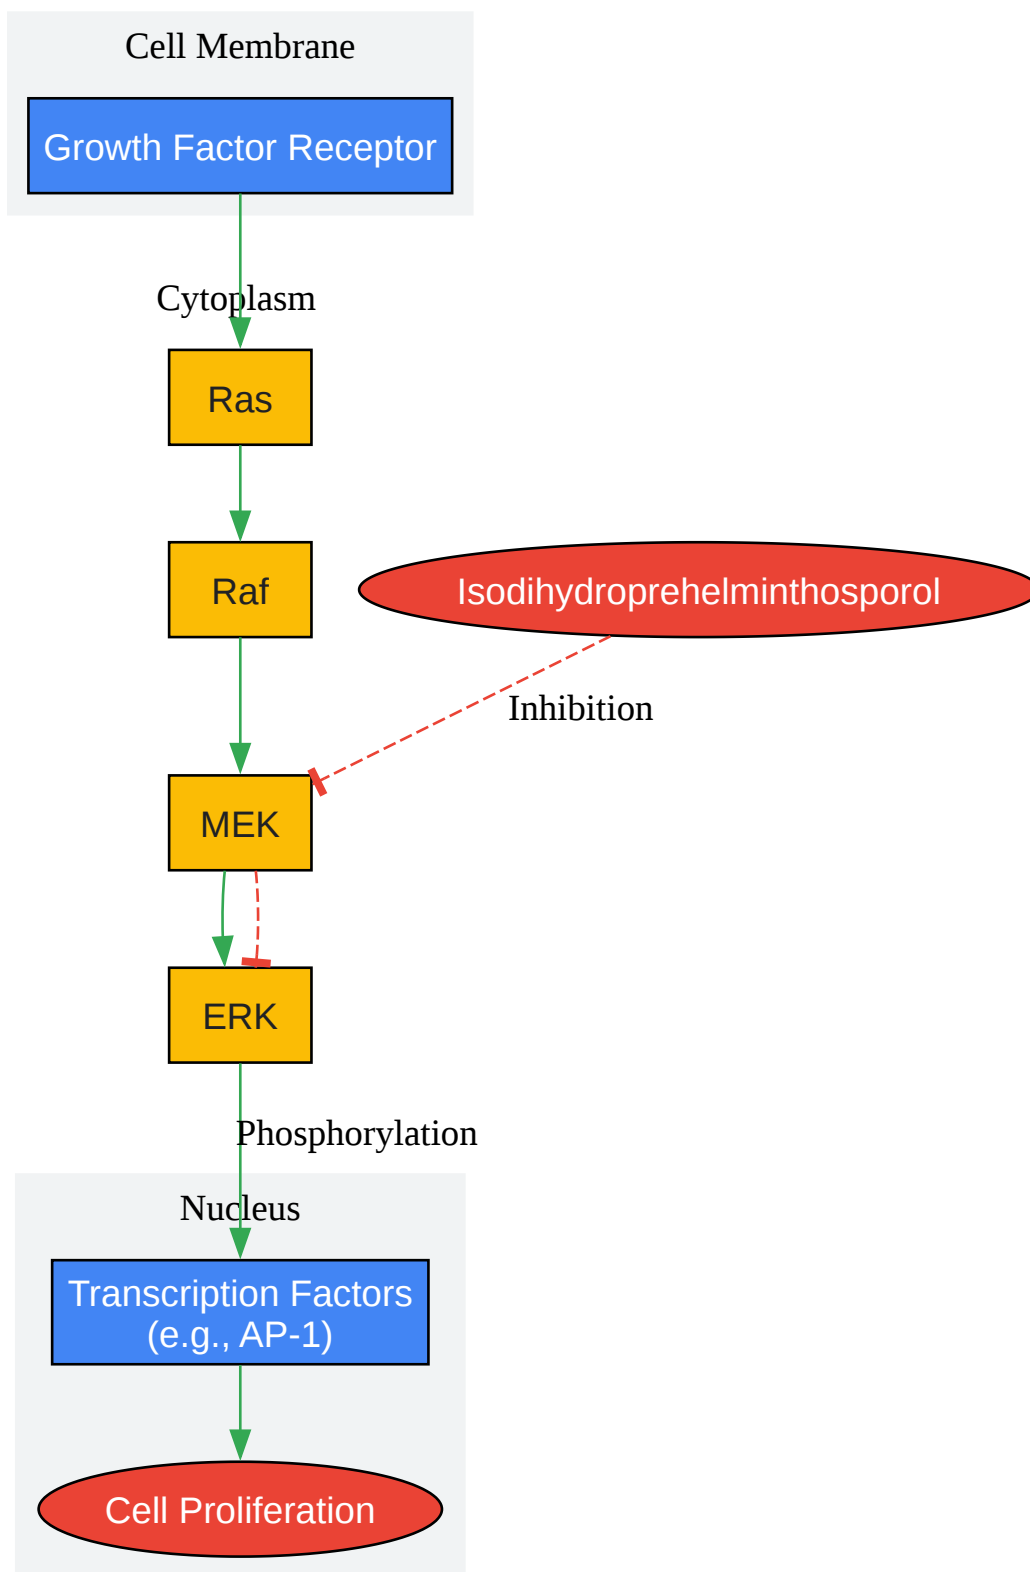 Cell Membrane
Growth Factor Receptor
Cytoplasm
Ras
Raf
Isodihydroprehelminthosporol
Inhibition
MEK
ERK
Phosphorylation
Nucleus
Transcription Factors
(e.g., AP-1)
Cell Proliferation